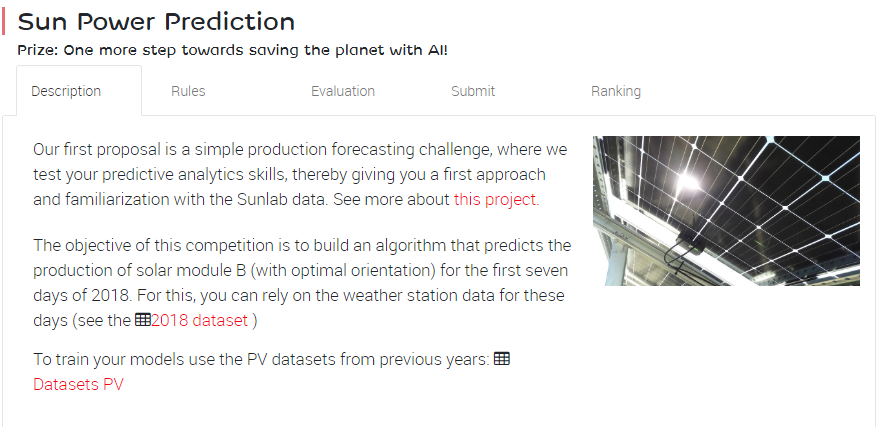 Sun Power Prediction
Prize: One more step towards saving the planet with AI!
Description
Rules
Evaluation
Submit
Ranking
Our first proposal is a simple production forecasting challenge, where we
test your predictive analytics skills, thereby giving you a first approach
and familiarization with the Sunlab data. See more about this project.
The objective of this competition is to build an algorithm that predicts the
production of solar module B (with optimal orientation) for the first seven
days of 2018. For this, you can rely on the weather station data for these
days (see the 2018 dataset )
To train your models use the PV datasets from previous years:
Datasets PV